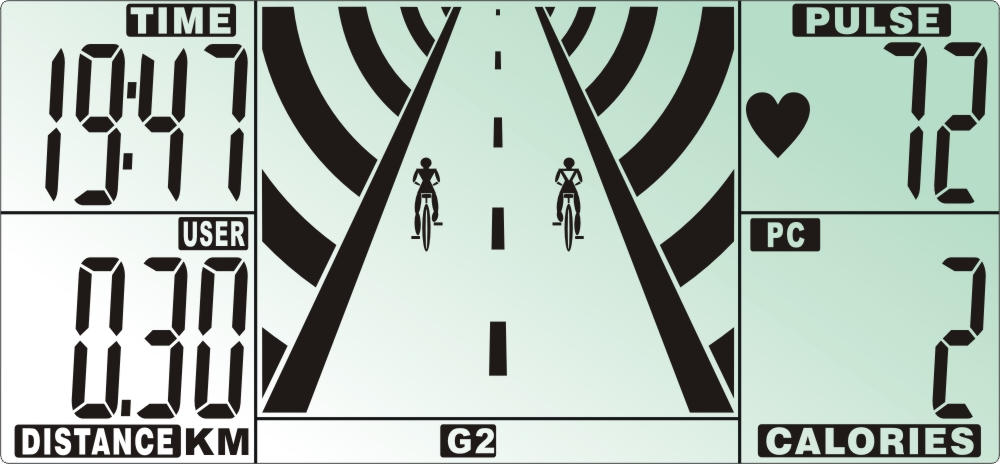 TIME
19:47
USER
0.30
DISTANCE KM
G2
PULSE
72
PC
2
CALORIES